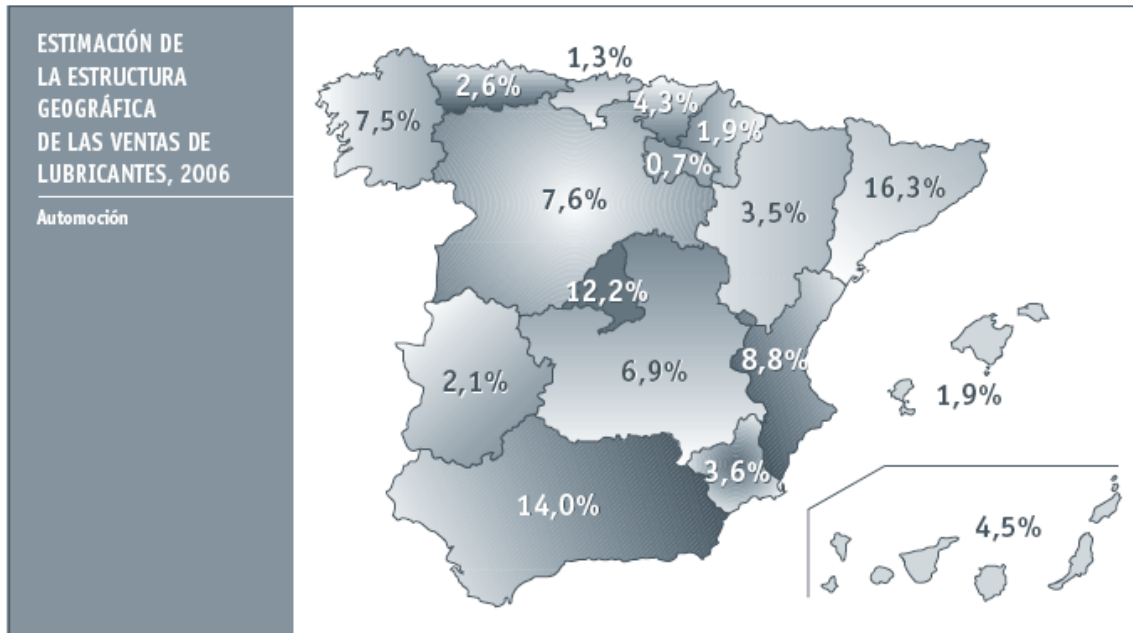 ESTIMACIÓN DE
LA ESTRUCTURA
GEOGRÁFICA
DE LAS VENTAS DE
LUBRICANTES, 2006
Automoción
1,3%
2,6%
4,3%
7,5%
1,9%
0,7%
16,3%
7,6%
3,5%
12,2%
8,8%
6,9%
2,1%
1,9%
3,6%
14,0%
4,5%